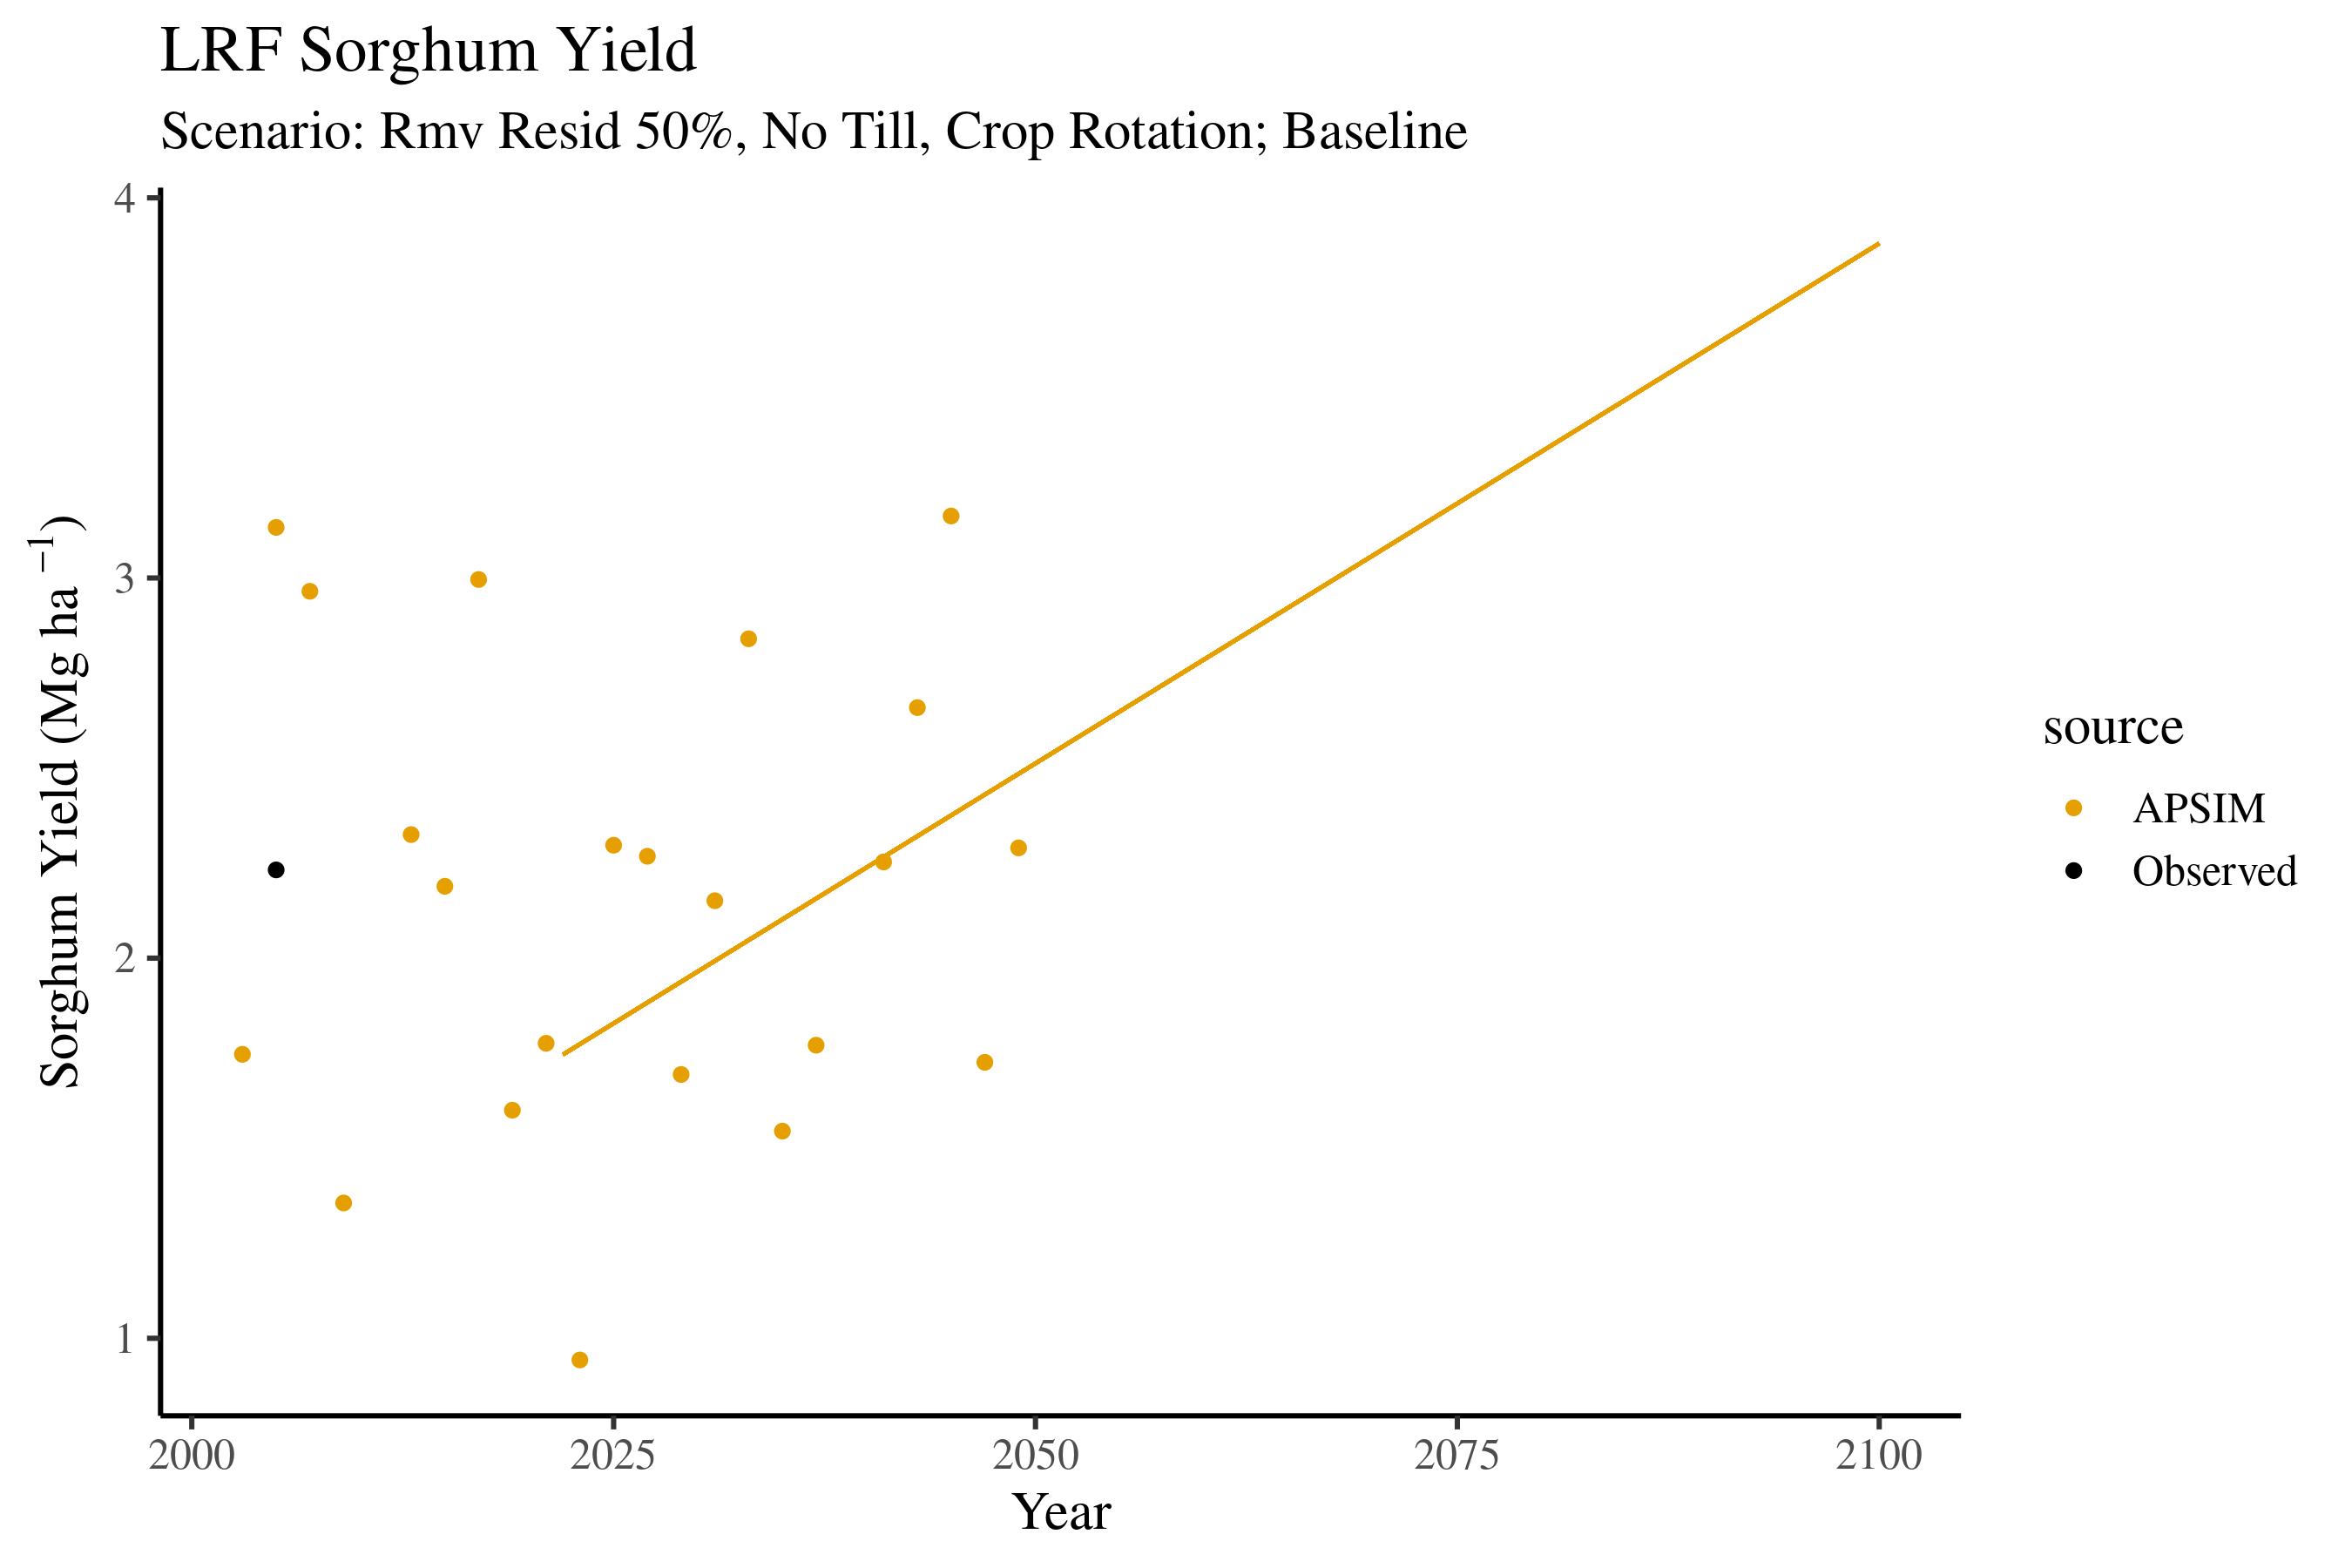 LRF Sorghum Yield
Scenario: Rmv Resid 50%, No Till, Crop Rotation; Baseline
4
3
2
1
Sorghum Yield (Mg ha⁻¹)
2000 2025 2050 2075 2100
Year
source
APSIM
Observed